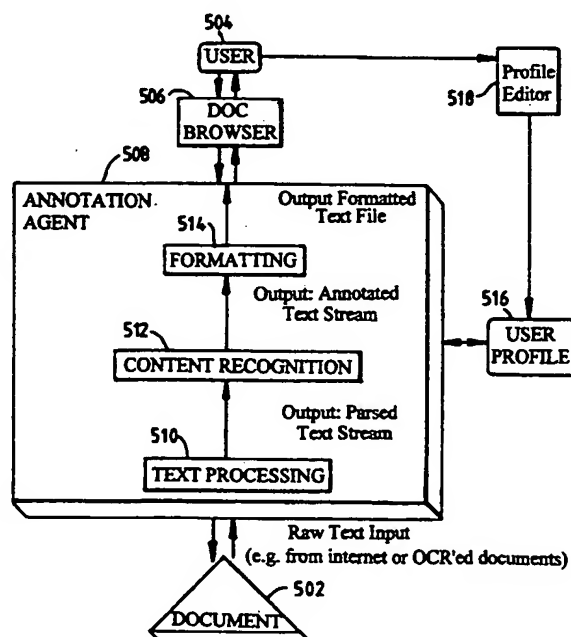 504
USER
506
DOC
BROWSER
Profile
518 Editor
508
ANNOTATION
AGENT
Output Formatted
Text File
514
FORMATTING
Output: Annotated
Text Stream
516
USER
PROFILE
512
CONTENT RECOGNITION
Output: Parsed
Text Stream
510
TEXT PROCESSING
Raw Text Input
(e.g. from internet or OCR'ed documents)
502
DOCUMENT